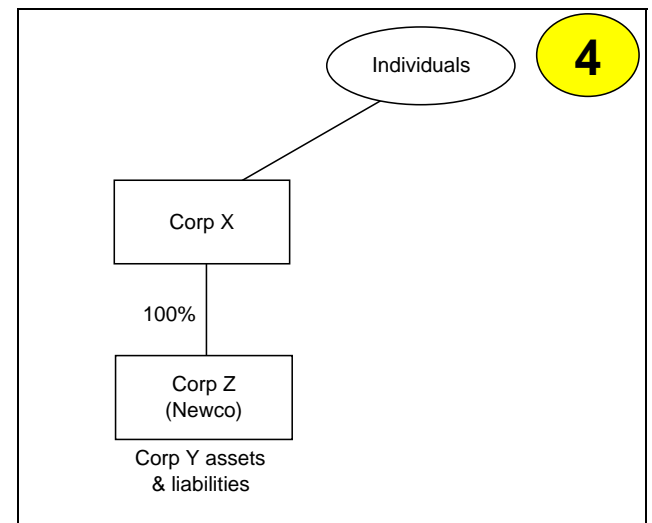 Individuals
4
Corp X
100%
Corp Z
(Newco)
Corp Y assets
& liabilities